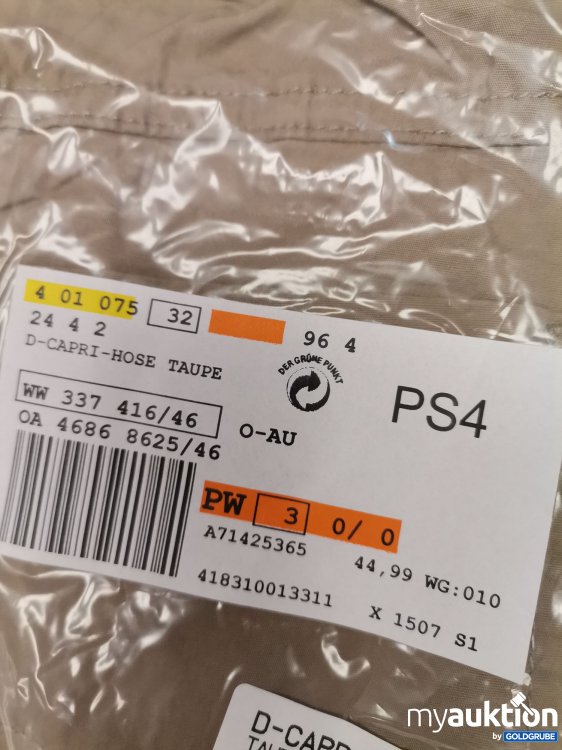 4 01 075 32 96 4
24 4 2
D-CAPRI-HOSE TAUPE
DER GRÜNE PUNKT
PS4
WW 337 416/46
OA 4686 8625/46
O-AU
PW 3 0/ 0
A71425365
44,99 WG:010
418310013311
X 1507 S1
D-CAPR
myauktion
by GOLDGRUBE